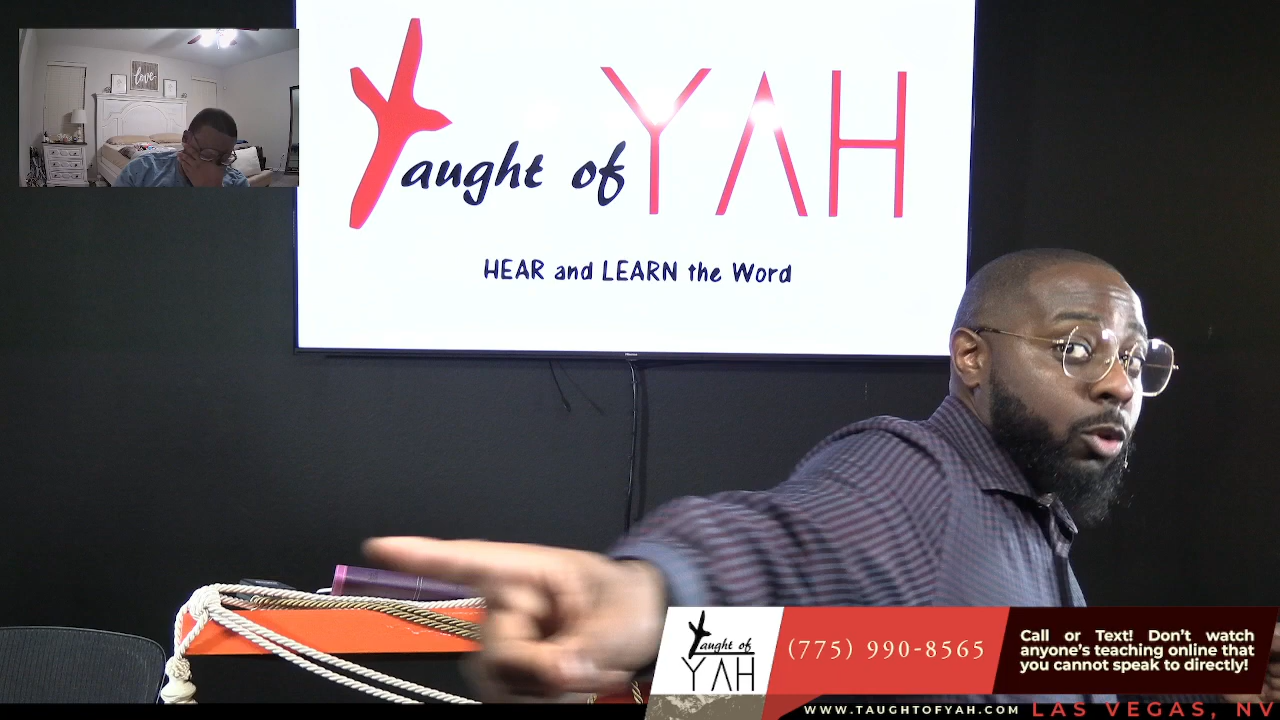 love
Taught of YAH
HEAR and LEARN the Word
Taught of
YAH
(775) 990-8565
Call or Text! Don't watch
anyone's teaching online that
you cannot speak to directly!
WWW.TAUGHTOFYAH.COM LAS VEGAS, NV